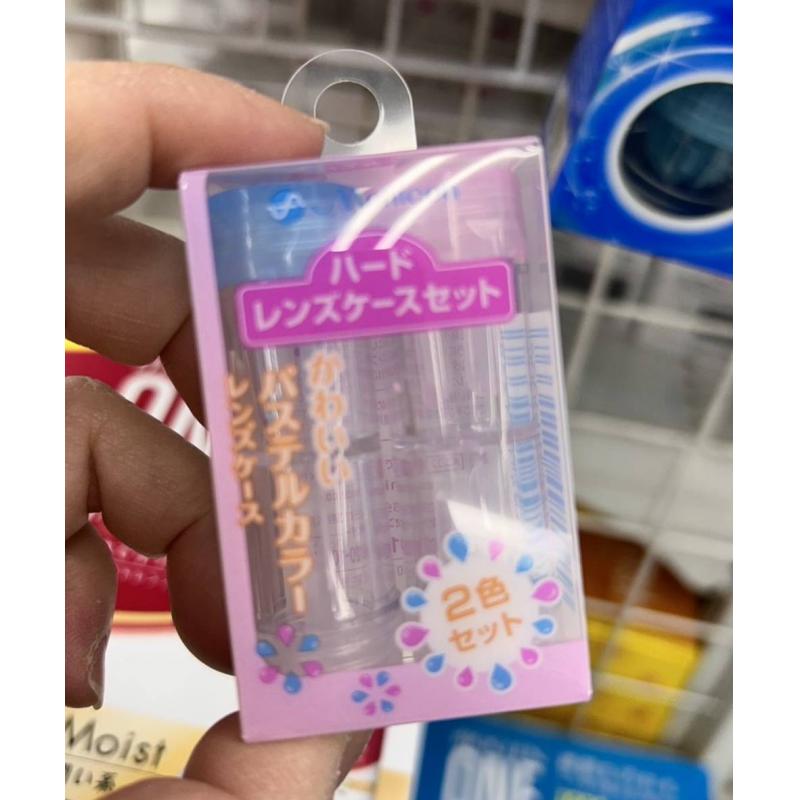 ハード
レンズケースセット
かわいい
パステルカラー
レンズケース
2色
セット
Moist